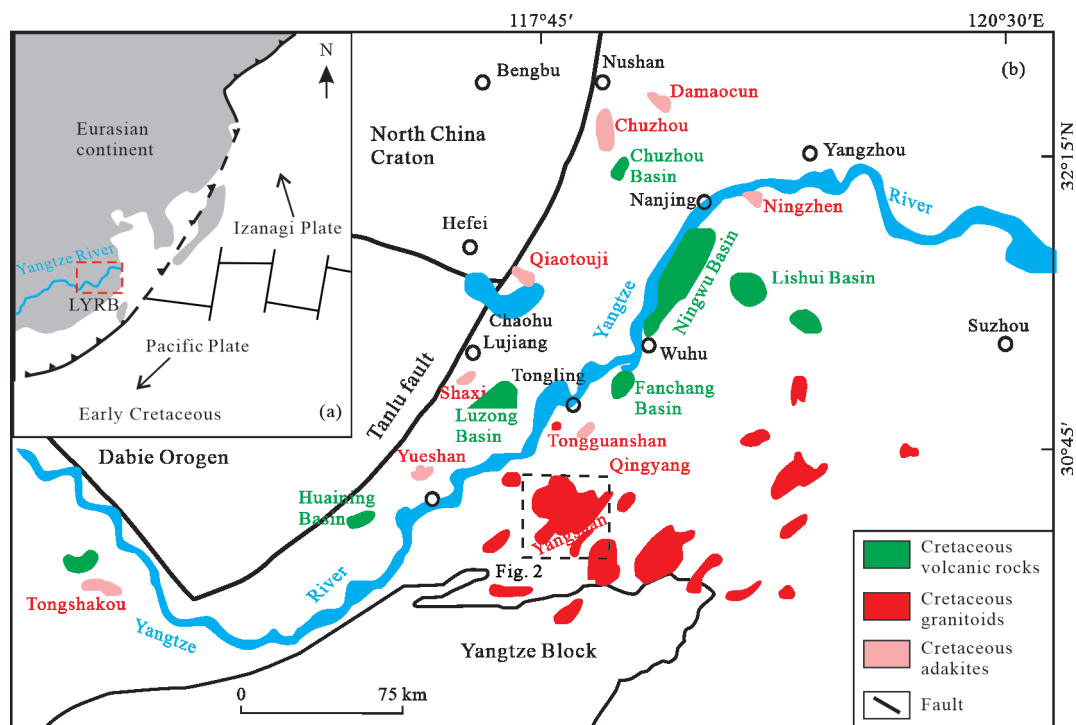 117°45′
120°30′E
N
Eurasian
continent
Izanagi Plate
Yangtze River
LYRB
Pacific Plate
(a)
Early Cretaceous
(b)
Bengbu
Nushan
Damaocun
Chuzhou
North China
Craton
Chuzhou
Basin
Yangzhou
32°15′N
Nanjing
Ningzhen
River
Hefei
Qiaotouji
Yangtze
Ningwu Basin
Lishui Basin
Chaohu
Lujiang
Wuhu
Suzhou
Tanlu fault
Shaxi
Tongling
Fanchang
Basin
Luzong
Basin
Tongguanshan
30°45′
Dabie Orogen
Yueshan
Qingyang
Huaining
Basin
Yangshan
Fig. 2
River
Tongshakou
Yangtze
Yangtze Block
0
75 km
Cretaceous
volcanic rocks
Cretaceous
granitoids
Cretaceous
adakites
Fault